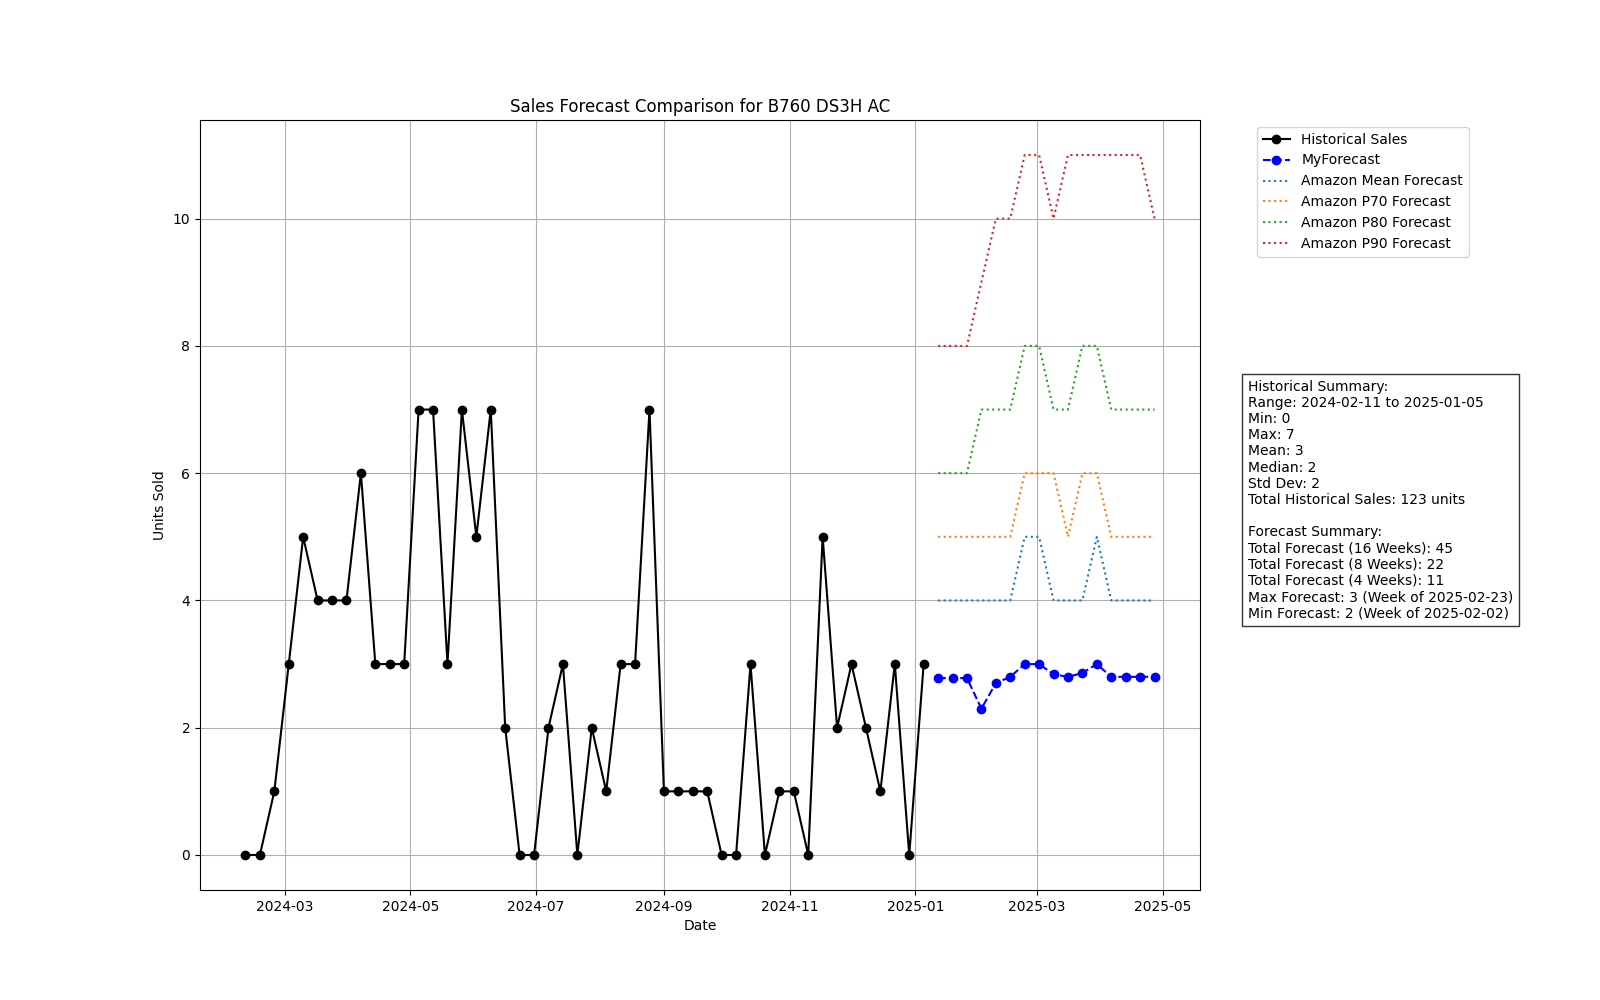 Sales Forecast Comparison for B760 DS3H AC
Historical Sales
MyForecast
Amazon Mean Forecast
Amazon P70 Forecast
Amazon P80 Forecast
Amazon P90 Forecast
10
8
6
4
2
0
Units Sold
Historical Summary:
Range: 2024-02-11 to 2025-01-05
Min: 0
Max: 7
Mean: 3
Median: 2
Std Dev: 2
Total Historical Sales: 123 units
Forecast Summary:
Total Forecast (16 Weeks): 45
Total Forecast (8 Weeks): 22
Total Forecast (4 Weeks): 11
Max Forecast: 3 (Week of 2025-02-23)
Min Forecast: 2 (Week of 2025-02-02)
2024-03 2024-05 2024-07 2024-09 2024-11 2025-01 2025-03 2025-05
Date